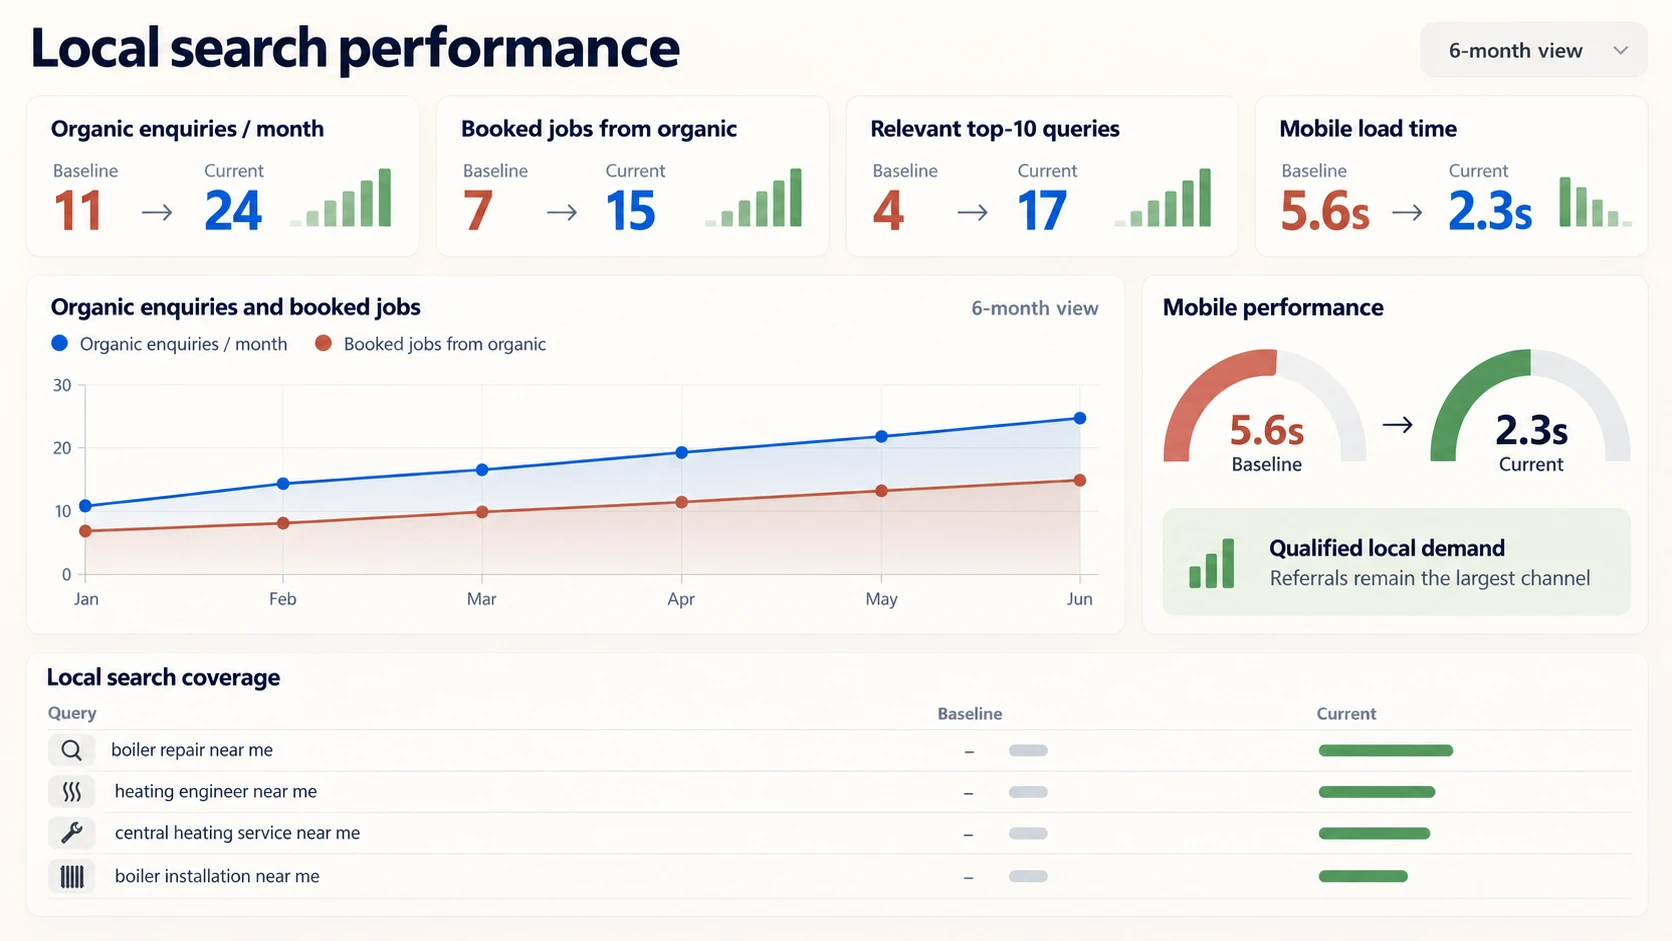 Local search performance
6-month view
Organic enquiries / month
Baseline
11
Current
24
Booked jobs from organic
Baseline
7
Current
15
Relevant top-10 queries
Baseline
4
Current
17
Mobile load time
Baseline
5.6s
Current
2.3s
Organic enquiries and booked jobs
6-month view
Organic enquiries / month
Booked jobs from organic
30
20
10
0
Jan
Feb
Mar
Apr
May
Jun
Mobile performance
5.6s
Baseline
2.3s
Current
Qualified local demand
Referrals remain the largest channel
Local search coverage
Query Baseline Current
boiler repair near me –
heating engineer near me –
central heating service near me –
boiler installation near me –